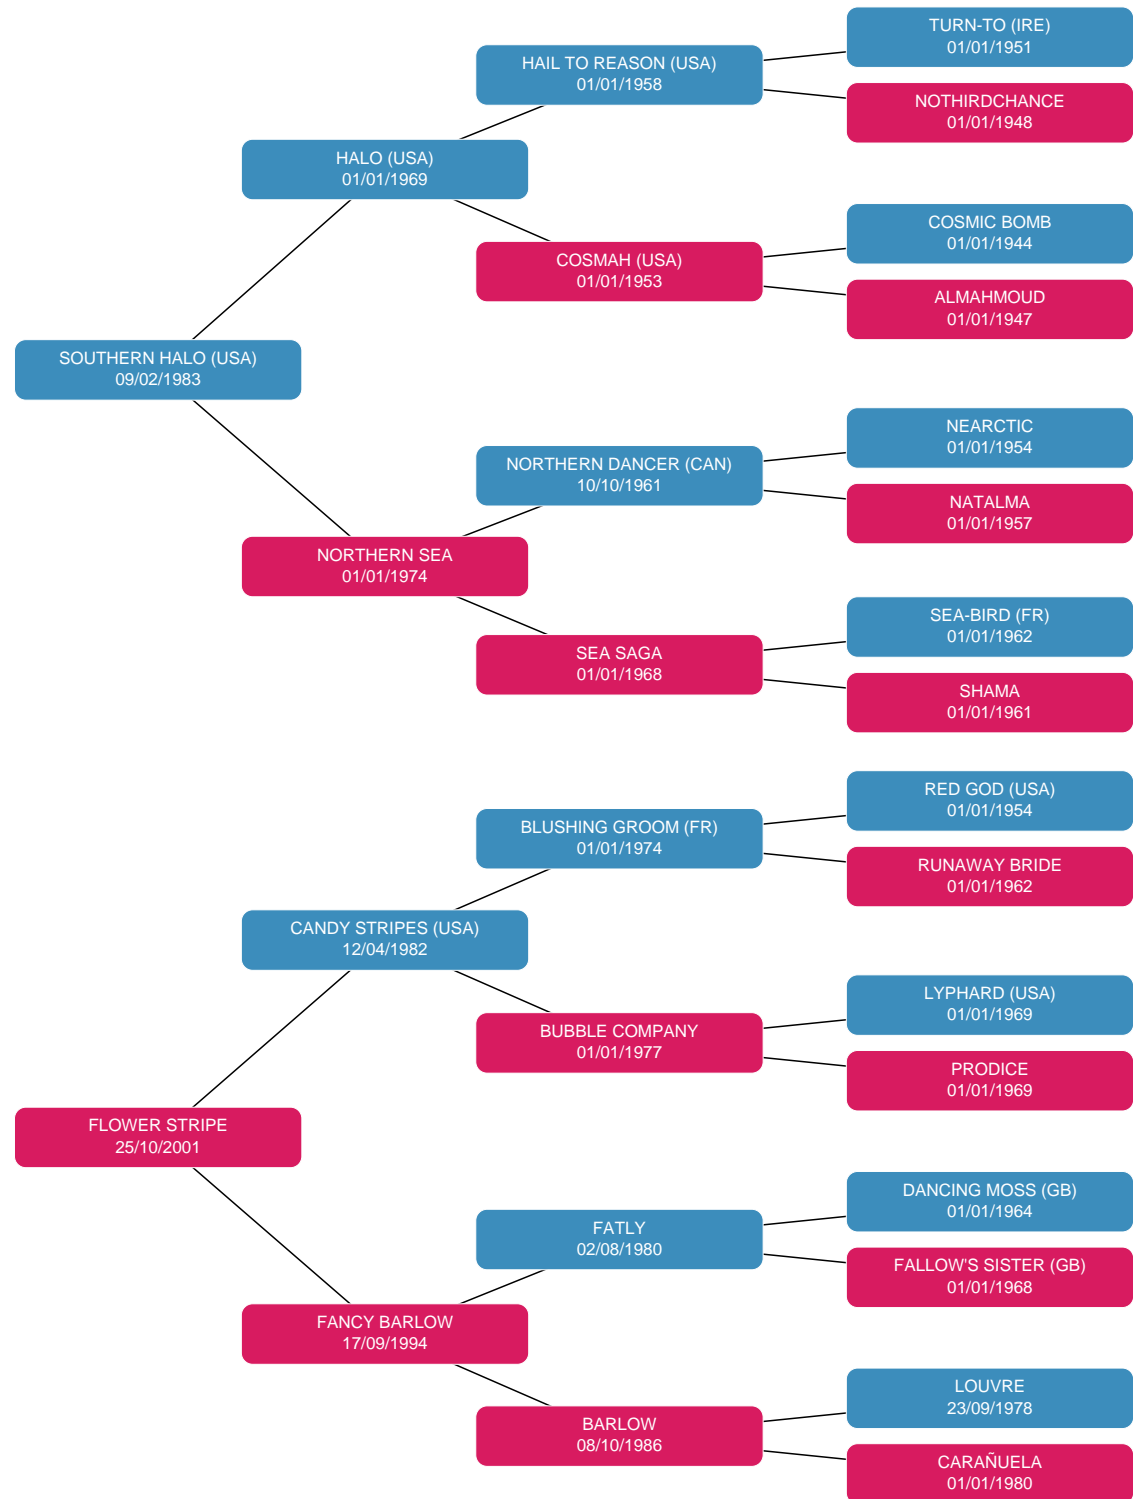 TURN-TO (IRE)
01/01/1951
HAIL TO REASON (USA)
01/01/1958
NOTHIRDCHANCE
01/01/1948
HALO (USA)
01/01/1969
COSMIC BOMB
01/01/1944
COSMAH (USA)
01/01/1953
ALMAHMOUD
01/01/1947
SOUTHERN HALO (USA)
09/02/1983
NEARCTIC
01/01/1954
NORTHERN DANCER (CAN)
10/10/1961
NATALMA
01/01/1957
NORTHERN SEA
01/01/1974
SEA-BIRD (FR)
01/01/1962
SEA SAGA
01/01/1968
SHAMA
01/01/1961
RED GOD (USA)
01/01/1954
BLUSHING GROOM (FR)
01/01/1974
RUNAWAY BRIDE
01/01/1962
CANDY STRIPES (USA)
12/04/1982
LYPHARD (USA)
01/01/1969
BUBBLE COMPANY
01/01/1977
PRODICE
01/01/1969
FLOWER STRIPE
25/10/2001
DANCING MOSS (GB)
01/01/1964
FATLY
02/08/1980
FALLOW'S SISTER (GB)
01/01/1968
FANCY BARLOW
17/09/1994
LOUVRE
23/09/1978
BARLOW
08/10/1986
CARAÑUELA
01/01/1980